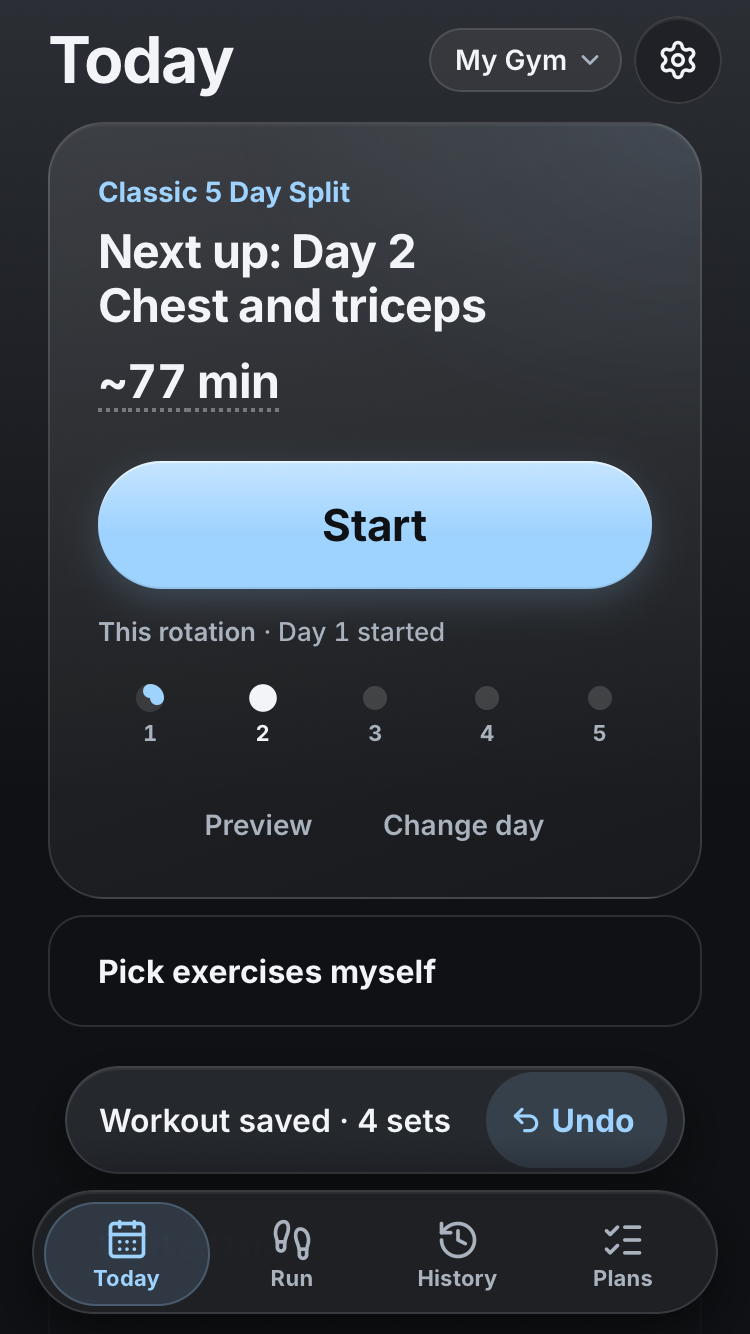 Today
My Gym
Classic 5 Day Split
Next up: Day 2
Chest and triceps
~77 min
Start
This rotation · Day 1 started
1 2 3 4 5
Preview Change day
Pick exercises myself
Workout saved · 4 sets Undo
Today Run History Plans